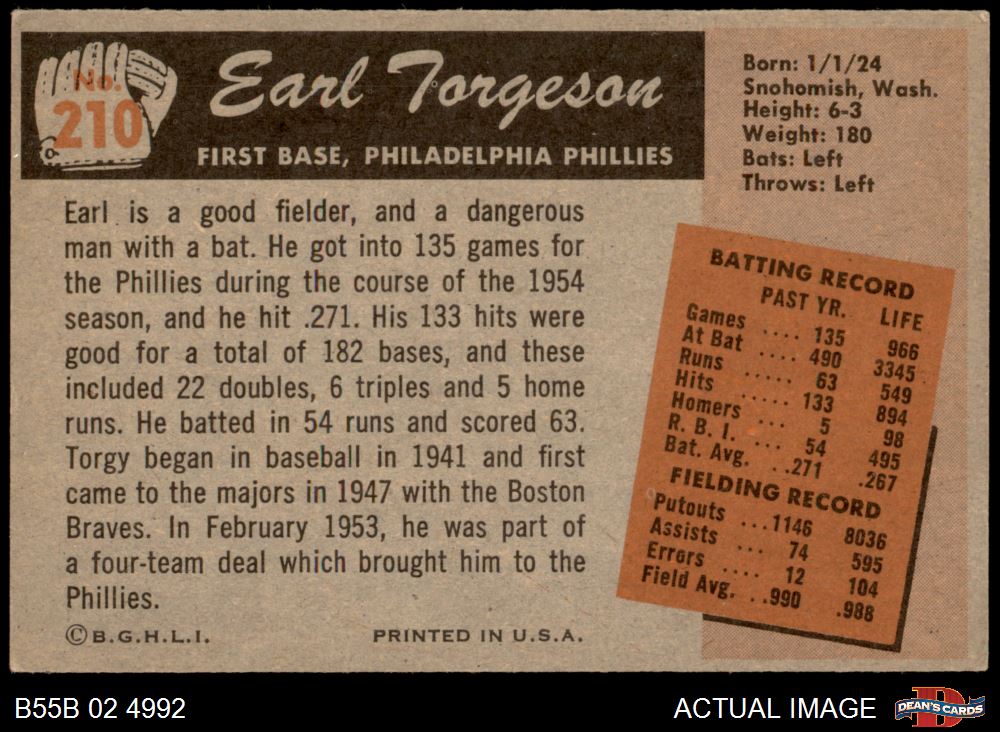 No.
210
Earl Torgeson
FIRST BASE, PHILADELPHIA PHILLIES
Born: 1/1/24
Snohomish, Wash.
Height: 6-3
Weight: 180
Bats: Left
Throws: Left
Earl is a good fielder, and a dangerous
man with a bat. He got into 135 games for
the Phillies during the course of the 1954
season, and he hit .271. His 133 hits were
good for a total of 182 bases, and these
included 22 doubles, 6 triples and 5 home
runs. He batted in 54 runs and scored 63.
Torgy began in baseball in 1941 and first
came to the majors in 1947 with the Boston
Braves. In February 1953, he was part of
a four-team deal which brought him to the
Phillies.
BATTING RECORD
PAST YR. LIFE
Games .... 135 966
At Bat .... 490 3345
Runs ..... 63 549
Hits ..... 133 894
Homers ... 5 98
R. B. I. ... 54 495
Bat. Avg. ..271 .267
FIELDING RECORD
Putouts ...1146 8036
Assists ... 74 595
Errors .... 12 104
Field Avg. ..990 .988
©B.G.H.L.I. PRINTED IN U.S.A.
B55B 02 4992 ACTUAL IMAGE
D
DEAN'S CARDS